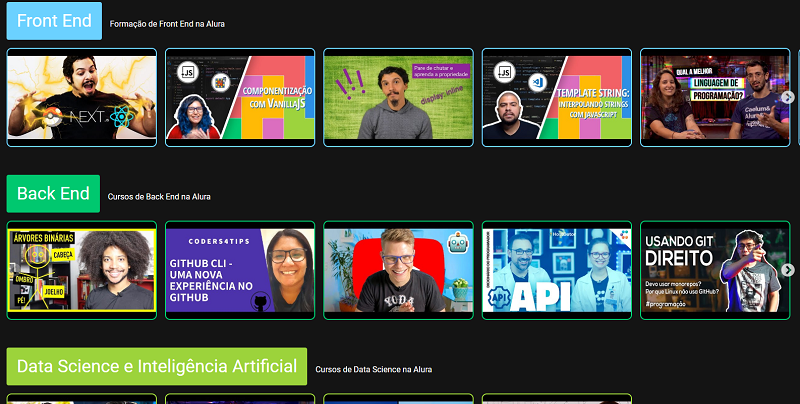 Front End
Formação de Front End na Alura
NEXT
JS
COMPONENTIZAÇÃO
COM VANILLAJS
Pare de chutar e
aprenda a propriedade
display: inline
JS
TEMPLATE STRING:
INTERPOLANDO STRINGS
COM JAVASCRIPT
QUAL A MELHOR
LINGUAGEM DE
PROGRAMAÇÃO?
Caelum &
Alura
Back End
Cursos de Back End na Alura
ÁRVORES BINÁRIAS
CABEÇA
OMBRO
JOELHO
PÉ!
CODERS4TIPS
GITHUB CLI -
UMA NOVA
EXPERIÊNCIA NO
GITHUB
API
API
USANDO GIT
DIREITO
Devo usar monorepos?
Por que Linux não usa GitHub?
#programação
Data Science e Inteligência Artificial
Cursos de Data Science na Alura